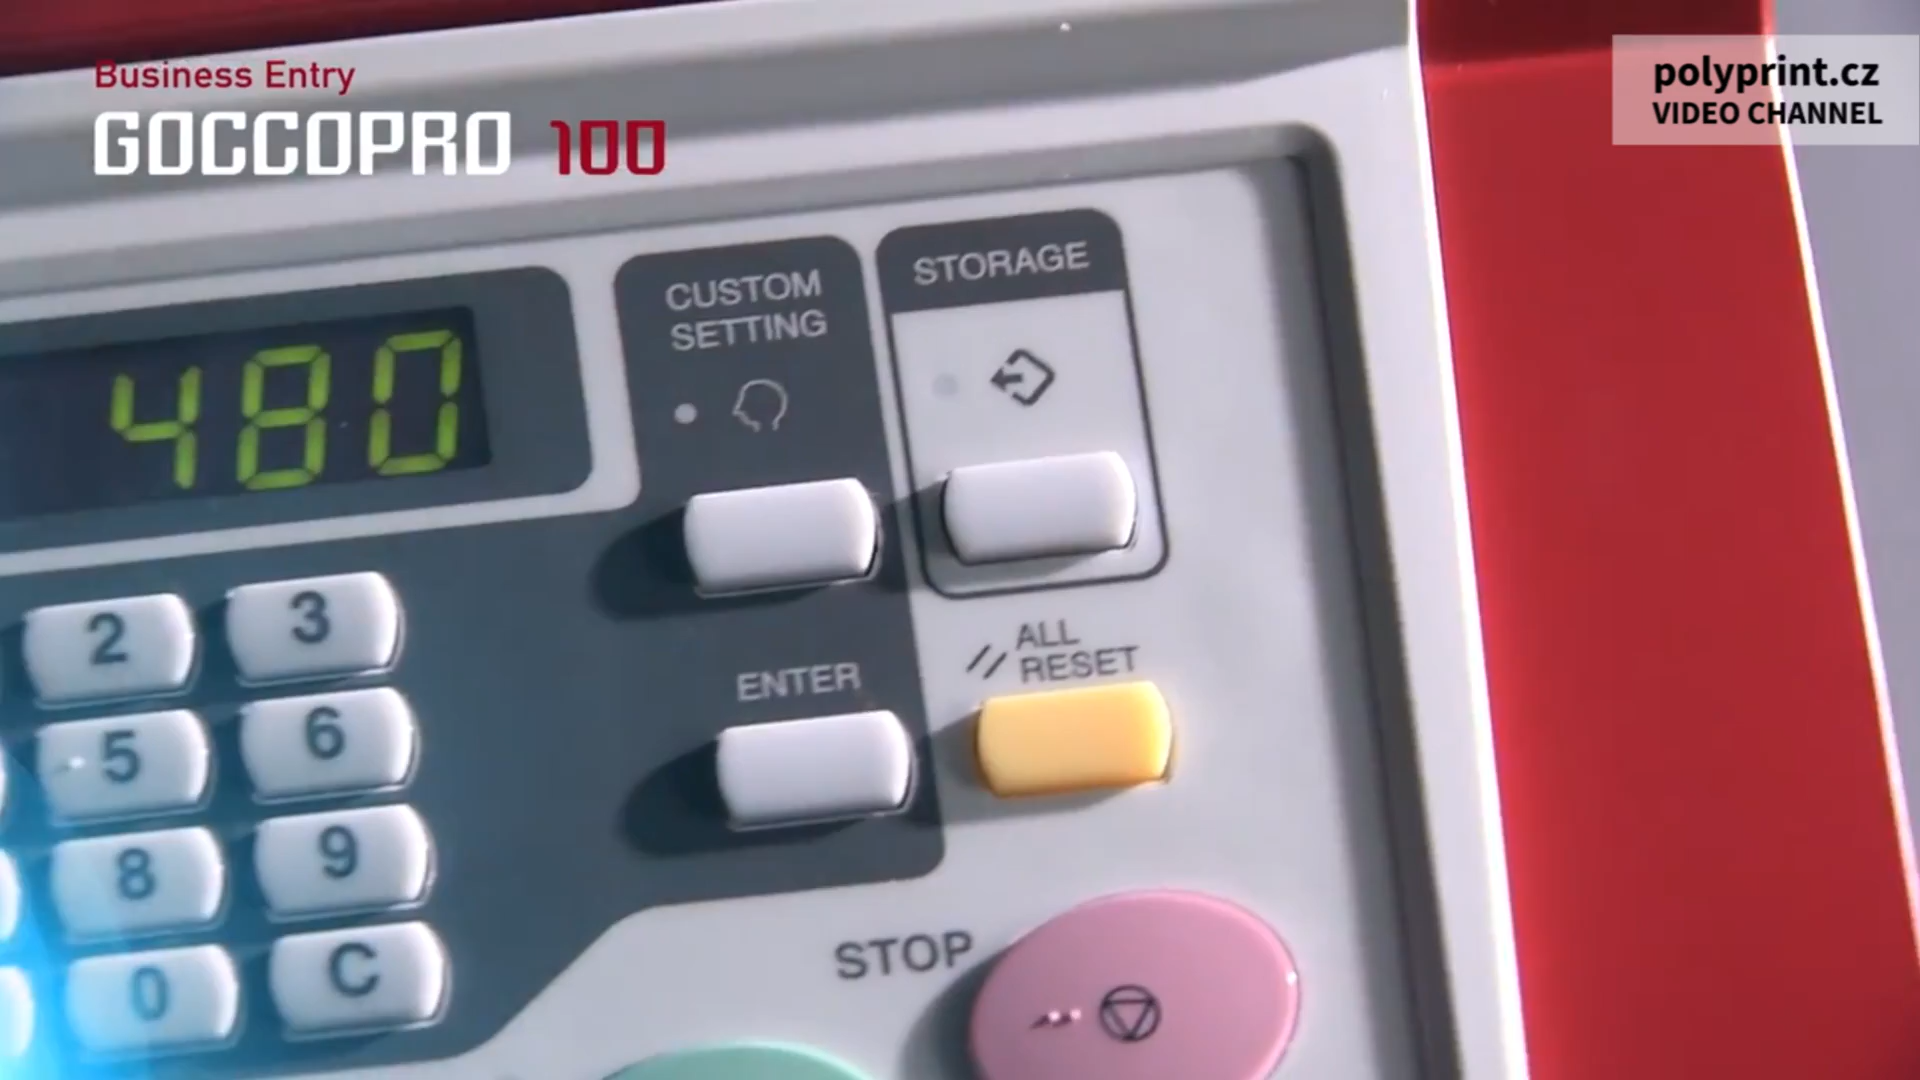 Business Entry
GOCCOPRO 100
polyprint.cz
VIDEO CHANNEL
480
CUSTOM
SETTING
STORAGE
2
3
ENTER
ALL
RESET
5
6
8
9
0
C
STOP